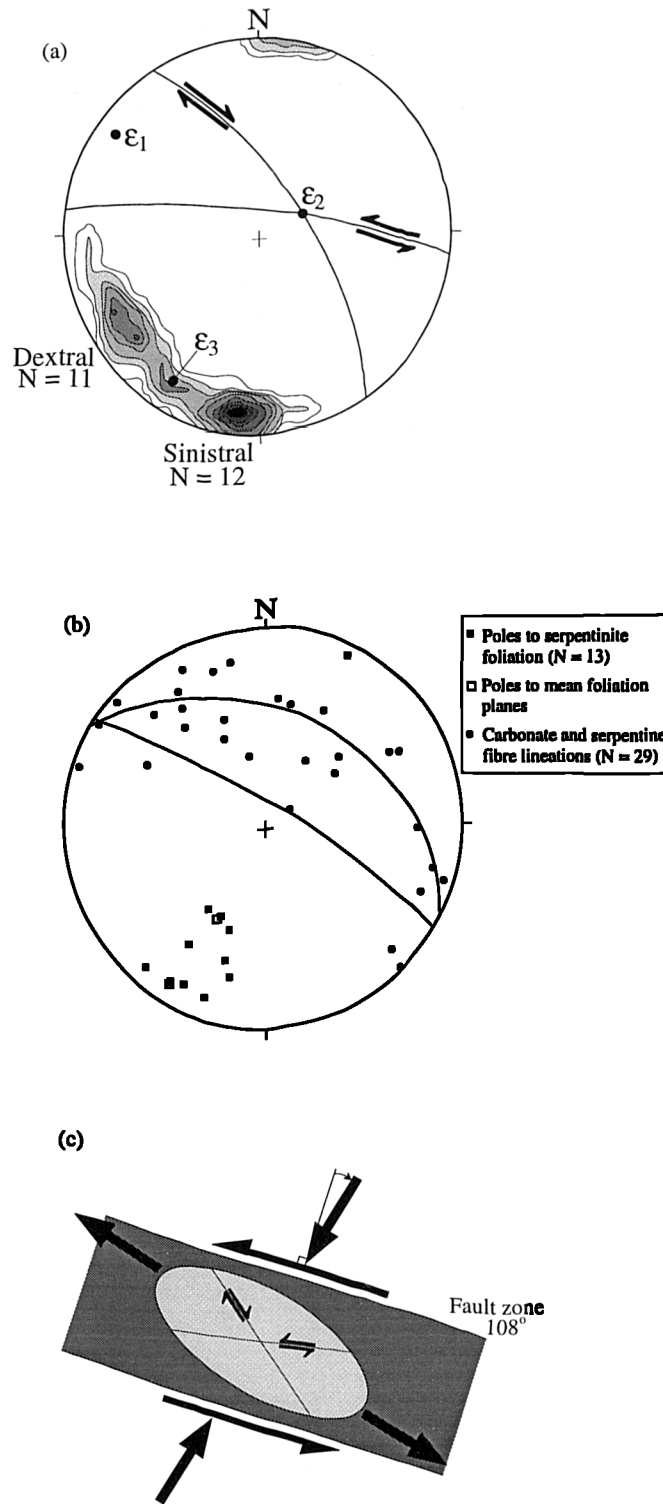 N
(a)
ε1
ε2
ε3
Dextral
N = 11
Sinistral
N = 12
(b)
N
Poles to serpentinite
foliation (N = 13)
Poles to mean foliation
planes
Carbonate and serpentine
fibre lineations (N = 29)
(c)
Fault zone
108°